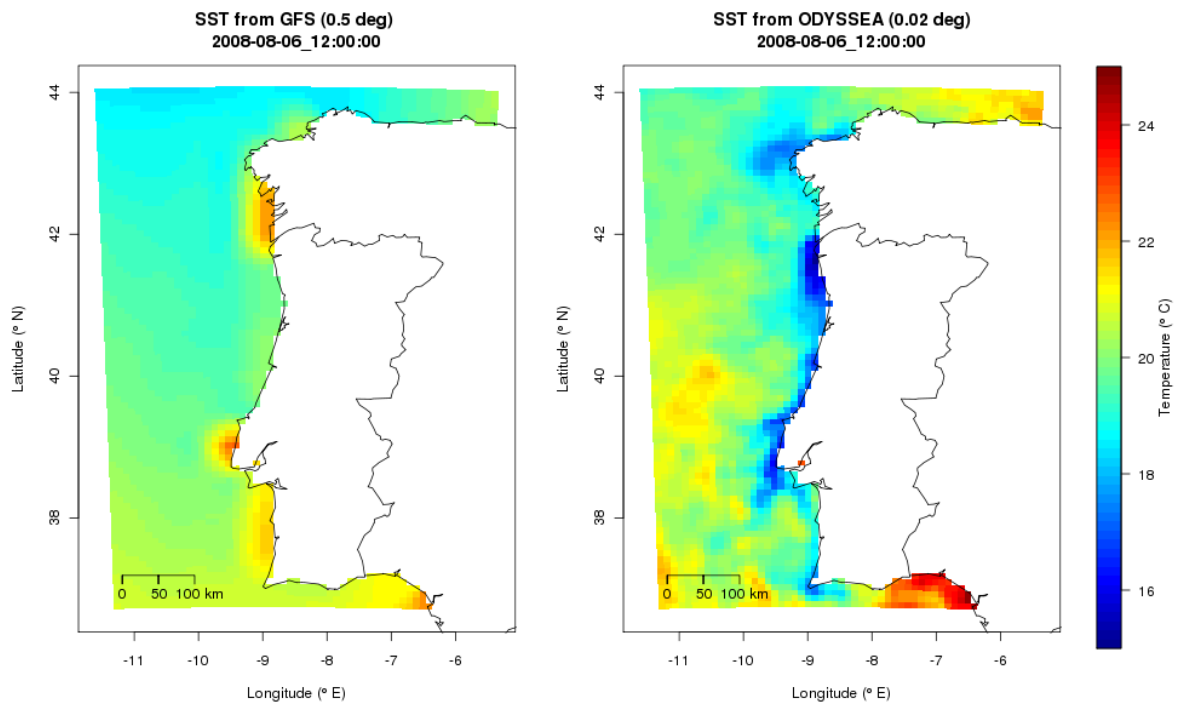 SST from GFS (0.5 deg)
2008-08-06_12:00:00
44
42
40
38
Latitude (° N)
0 50 100 km
-11 -10 -9 -8 -7 -6
Longitude (° E)
SST from ODYSSEA (0.02 deg)
2008-08-06_12:00:00
44
42
40
38
Latitude (° N)
0 50 100 km
-11 -10 -9 -8 -7 -6
Longitude (° E)
24
22
20
18
16
Temperature (° C)